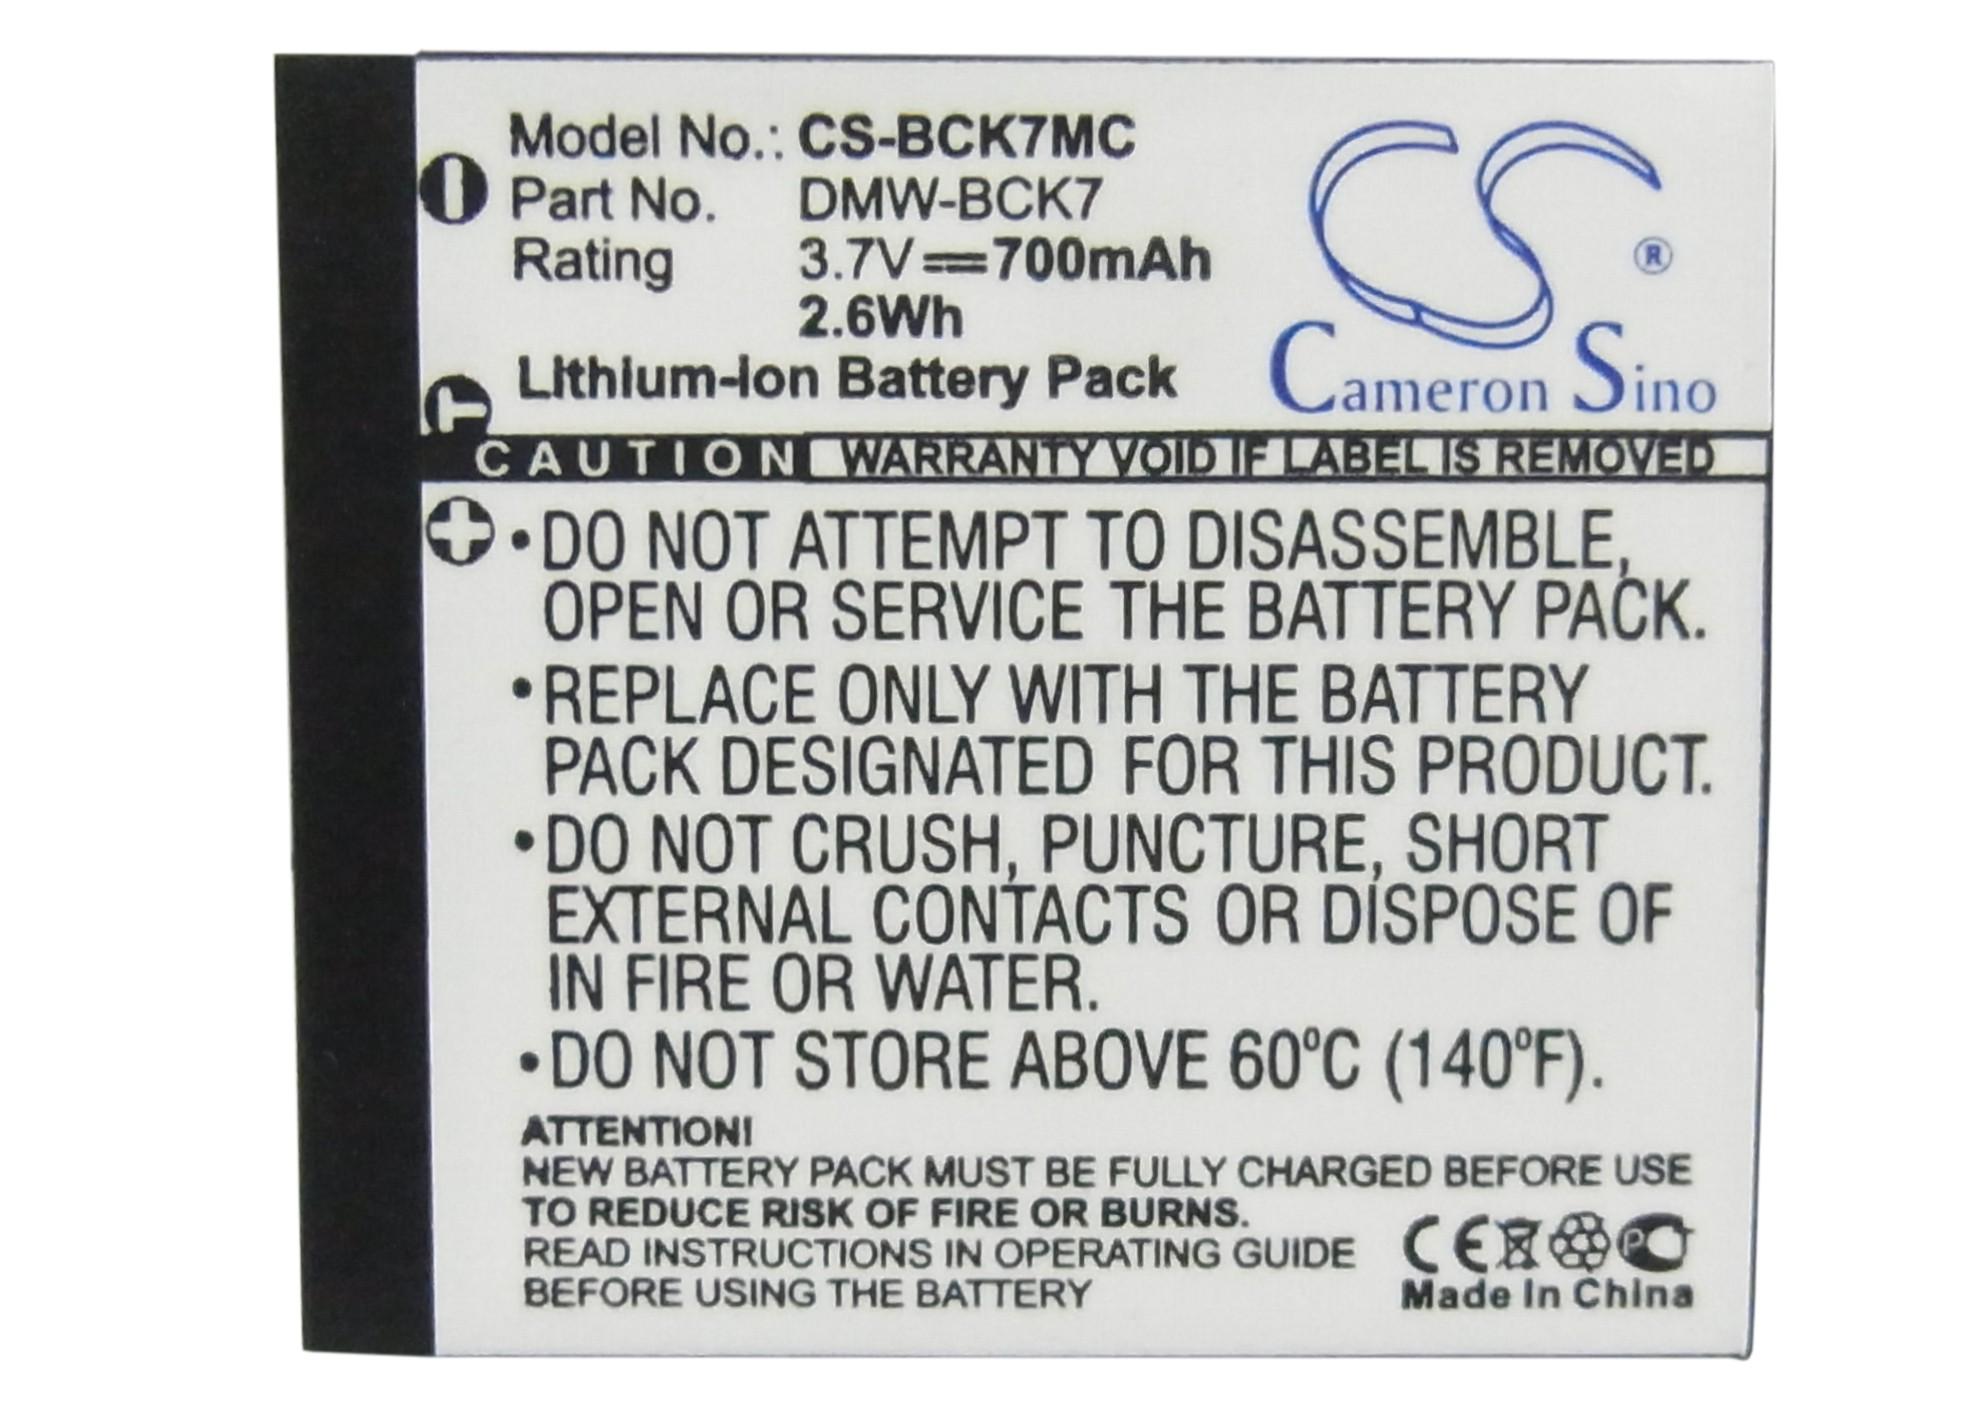 Model No.: CS-BCK7MC
Part No. DMW-BCK7
Rating 3.7V 700mAh
2.6Wh
Lithium-Ion Battery Pack
CS ®
Cameron Sino
T
CAUTION WARRANTY VOID IF LABEL IS REMOVED
•DO NOT ATTEMPT TO DISASSEMBLE,
OPEN OR SERVICE THE BATTERY PACK.
•REPLACE ONLY WITH THE BATTERY
PACK DESIGNATED FOR THIS PRODUCT.
•DO NOT CRUSH, PUNCTURE, SHORT
EXTERNAL CONTACTS OR DISPOSE OF
IN FIRE OR WATER.
•DO NOT STORE ABOVE 60ºC (140ºF).
ATTENTION!
NEW BATTERY PACK MUST BE FULLY CHARGED BEFORE USE
TO REDUCE RISK OF FIRE OR BURNS.
READ INSTRUCTIONS IN OPERATING GUIDE
BEFORE USING THE BATTERY
CE PC
Made In China